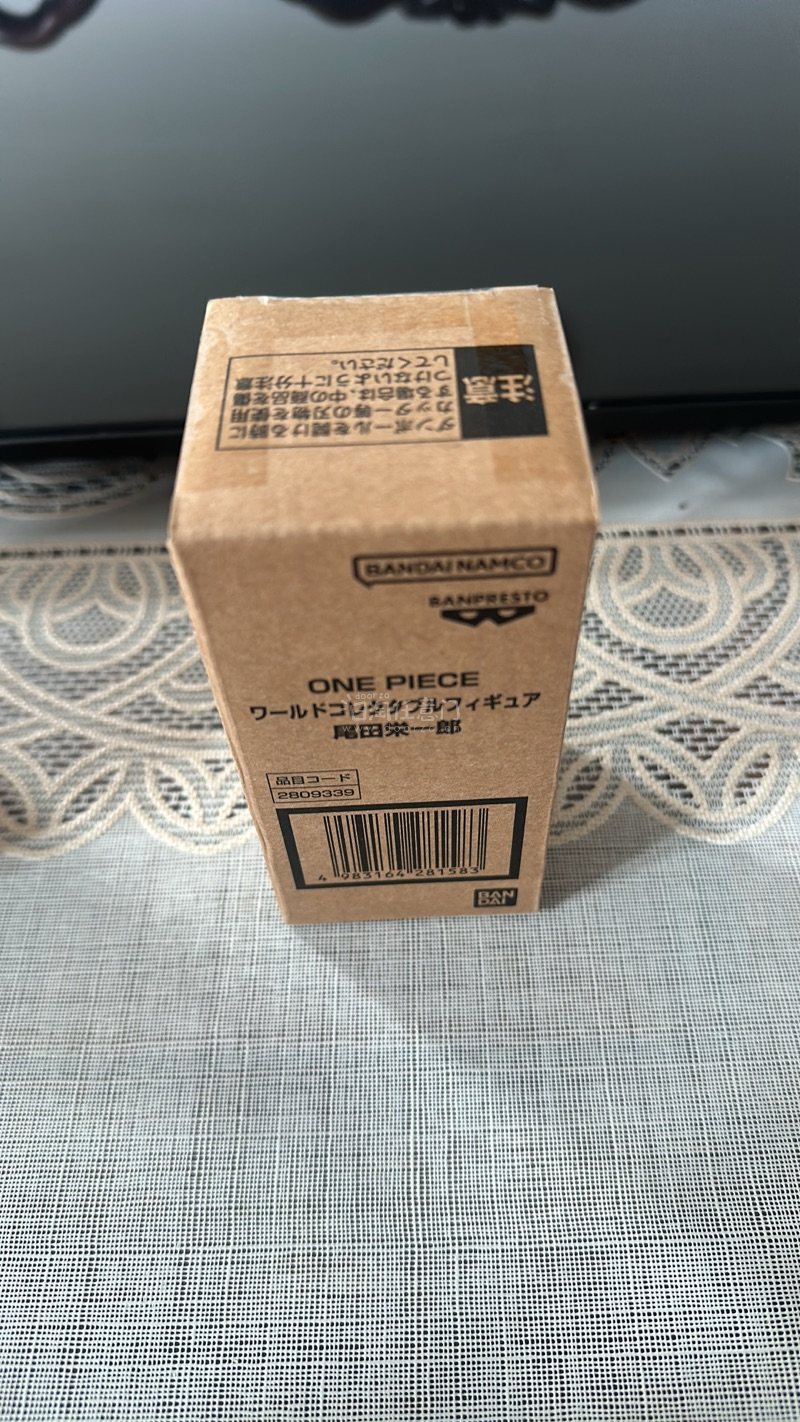 注意
ダンボールを開ける時に
カッター等の刃物を使用
する場合は、中の商品を傷
つけないように十分注意
してください。
BANDAI NAMCO
BANPRESTO
ONE PIECE
ワールドコレクタブルフィギュア
尾田栄一郎
品目コード
2809339
4 983164 281583
BAN
DAI